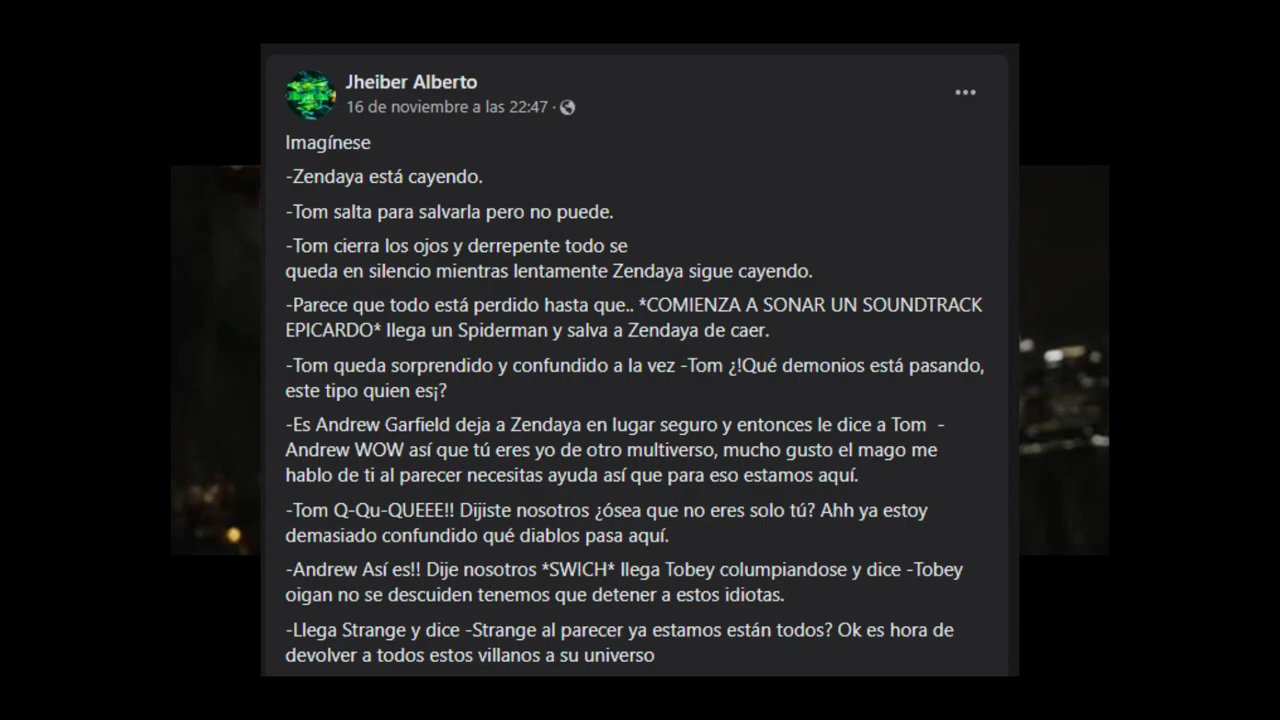 Jheiber Alberto
16 de noviembre a las 22:47 ·
Imagínese
-Zendaya está cayendo.
-Tom salta para salvarla pero no puede.
-Tom cierra los ojos y derrepente todo se
queda en silencio mientras lentamente Zendaya sigue cayendo.
-Parece que todo está perdido hasta que.. *COMIENZA A SONAR UN SOUNDTRACK
EPICARDO* llega un Spiderman y salva a Zendaya de caer.
-Tom queda sorprendido y confundido a la vez -Tom ¿!Qué demonios está pasando,
este tipo quien es¡?
-Es Andrew Garfield deja a Zendaya en lugar seguro y entonces le dice a Tom -
Andrew WOW así que tú eres yo de otro multiverso, mucho gusto el mago me
hablo de ti al parecer necesitas ayuda así que para eso estamos aquí.
-Tom Q-Qu-QUEEE!! Dijiste nosotros ¿ósea que no eres solo tú? Ahh ya estoy
demasiado confundido qué diablos pasa aquí.
-Andrew Así es!! Dije nosotros *SWICH* llega Tobey columpiandose y dice -Tobey
oigan no se descuiden tenemos que detener a estos idiotas.
-Llega Strange y dice -Strange al parecer ya estamos están todos? Ok es hora de
devolver a todos estos villanos a su universo